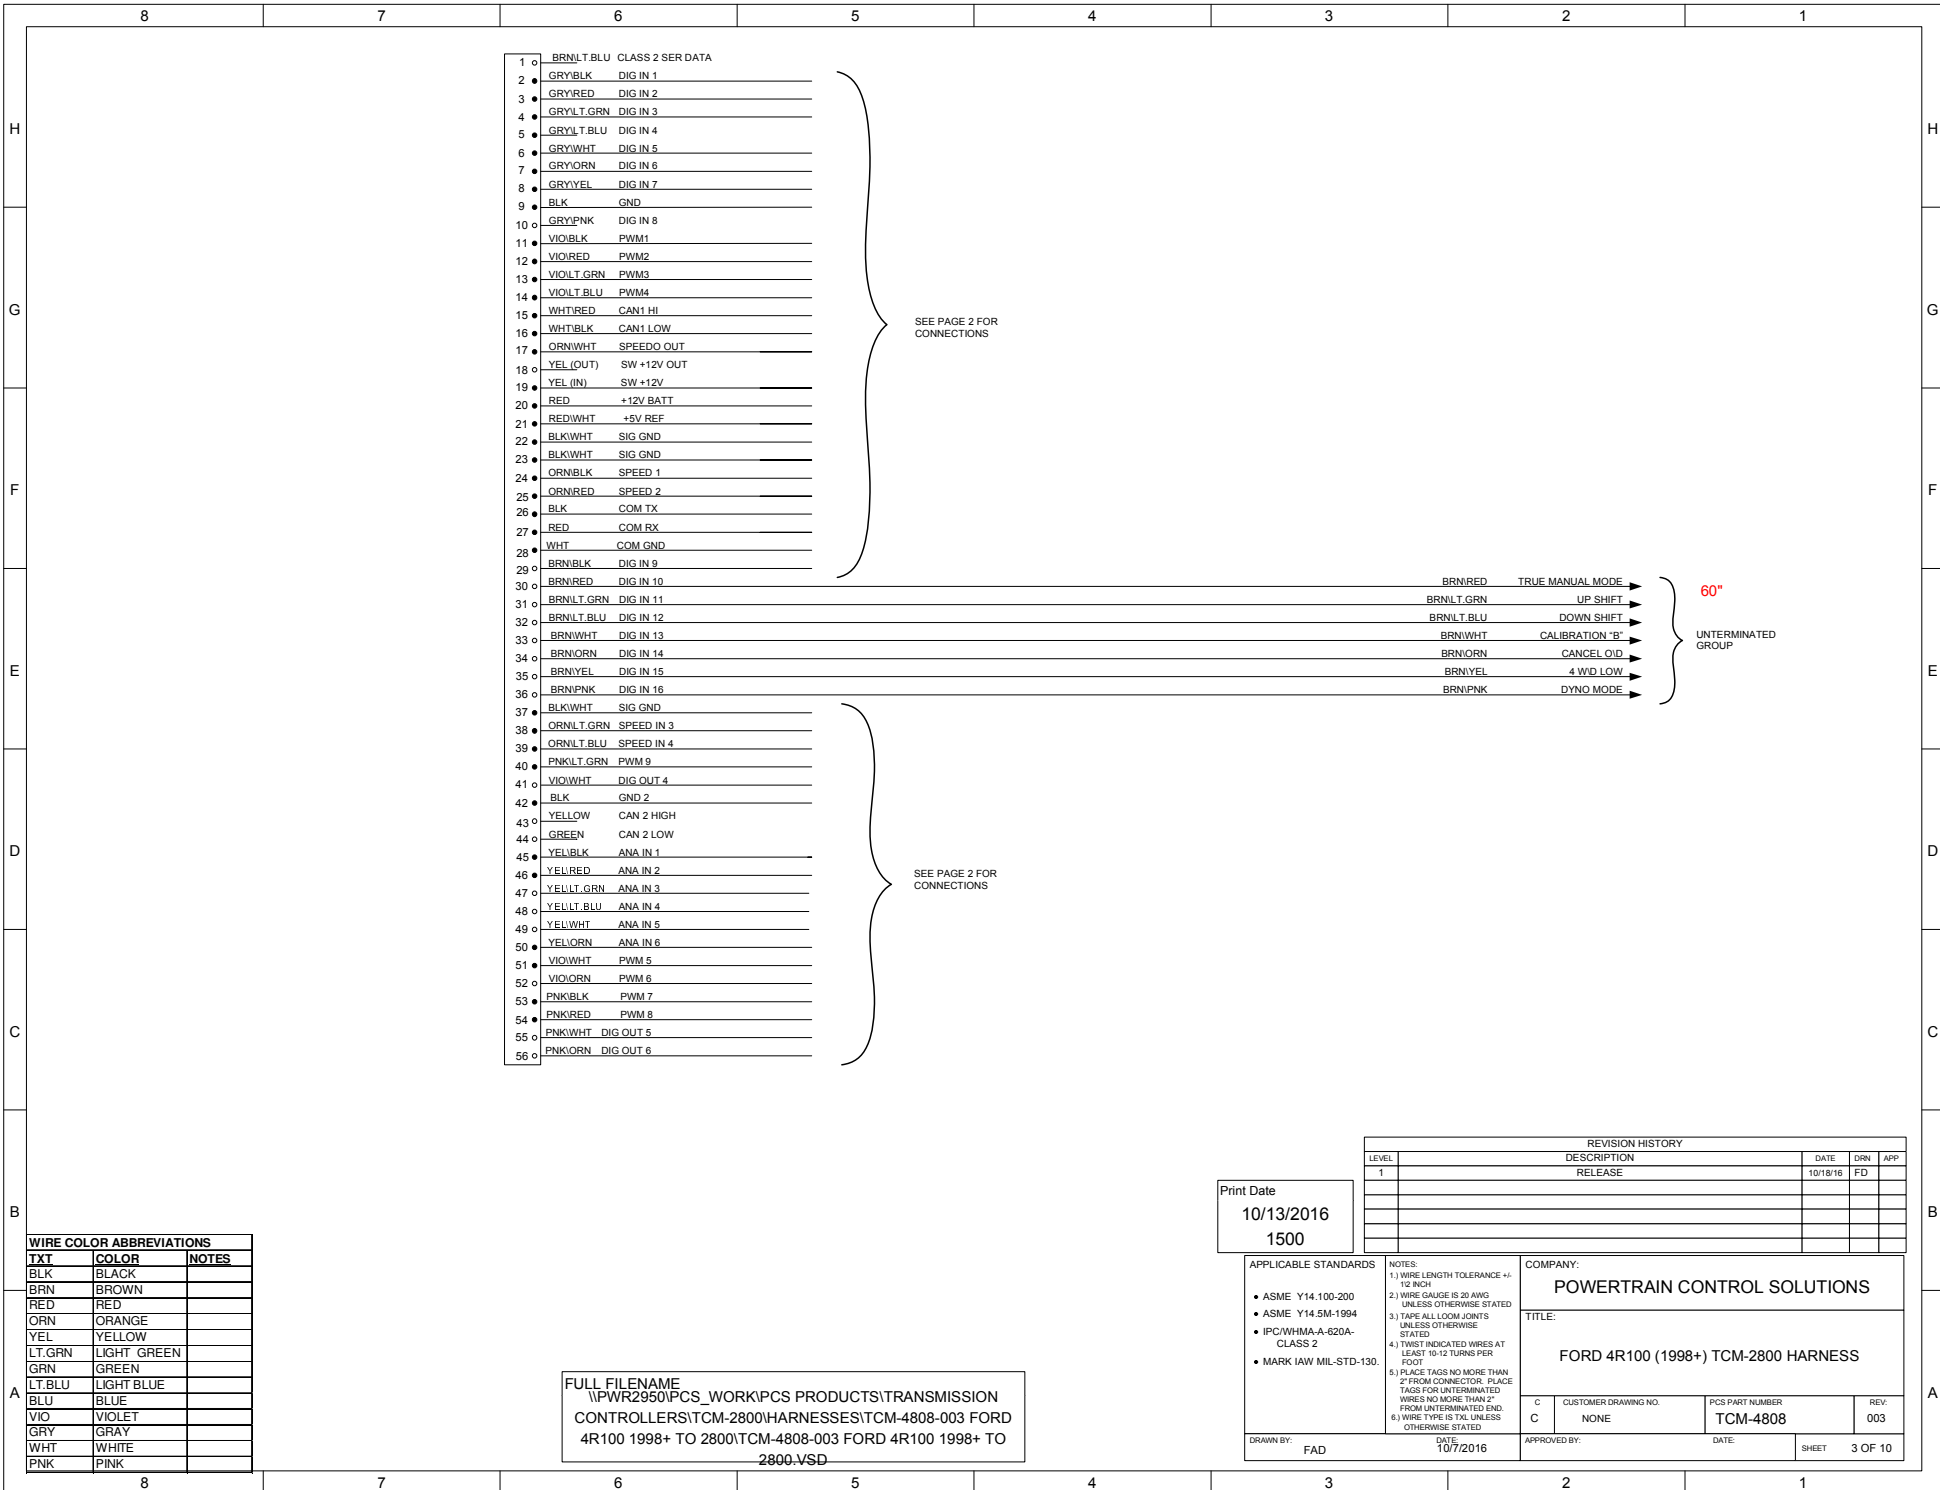 8 7 6 5 4 3 2 1
H G F E D C B A
1 BRN\LT.BLU CLASS 2 SER DATA
2 GRY\BLK DIG IN 1
3 GRY\RED DIG IN 2
4 GRY\LT.GRN DIG IN 3
5 GRY\LT.BLU DIG IN 4
6 GRY\WHT DIG IN 5
7 GRY\ORN DIG IN 6
8 GRY\YEL DIG IN 7
9 BLK GND
10 GRY\PNK DIG IN 8
11 VIO\BLK PWM1
12 VIO\RED PWM2
13 VIO\LT.GRN PWM3
14 VIO\LT.BLU PWM4
15 WHT\RED CAN1 HI
16 WHT\BLK CAN1 LOW
17 ORN\WHT SPEEDO OUT
18 YEL (OUT) SW +12V OUT
19 YEL (IN) SW +12V
20 RED +12V BATT
21 RED\WHT +5V REF
22 BLK\WHT SIG GND
23 BLK\WHT SIG GND
24 ORN\BLK SPEED 1
25 ORN\RED SPEED 2
26 BLK COM TX
27 RED COM RX
28 WHT COM GND
29 BRN\BLK DIG IN 9
SEE PAGE 2 FOR
CONNECTIONS
30 BRN\RED DIG IN 10 BRN\RED TRUE MANUAL MODE
31 BRN\LT.GRN DIG IN 11 BRN\LT.GRN UP SHIFT
32 BRN\LT.BLU DIG IN 12 BRN\LT.BLU DOWN SHIFT
33 BRN\WHT DIG IN 13 BRN\WHT CALIBRATION "B"
34 BRN\ORN DIG IN 14 BRN\ORN CANCEL O\D
35 BRN\YEL DIG IN 15 BRN\YEL 4 W\D LOW
36 BRN\PNK DIG IN 16 BRN\PNK DYNO MODE
60"
UNTERMINATED
GROUP
37 BLK\WHT SIG GND
38 ORN\LT.GRN SPEED IN 3
39 ORN\LT.BLU SPEED IN 4
40 PNK\LT.GRN PWM 9
41 VIO\WHT DIG OUT 4
42 BLK GND 2
43 YELLOW CAN 2 HIGH
44 GREEN CAN 2 LOW
45 YEL\BLK ANA IN 1
46 YEL\RED ANA IN 2
47 YEL\LT.GRN ANA IN 3
48 YEL\LT.BLU ANA IN 4
49 YEL\WHT ANA IN 5
50 YEL\ORN ANA IN 6
51 VIO\WHT PWM 5
52 VIO\ORN PWM 6
53 PNK\BLK PWM 7
54 PNK\RED PWM 8
55 PNK\WHT DIG OUT 5
56 PNK\ORN DIG OUT 6
SEE PAGE 2 FOR
CONNECTIONS
WIRE COLOR ABBREVIATIONS
TXT COLOR NOTES
BLK BLACK
BRN BROWN
RED RED
ORN ORANGE
YEL YELLOW
LT.GRN LIGHT GREEN
GRN GREEN
LT.BLU LIGHT BLUE
BLU BLUE
VIO VIOLET
GRY GRAY
WHT WHITE
PNK PINK
FULL FILENAME
\\PWR2950\PCS_WORK\PCS PRODUCTS\TRANSMISSION
CONTROLLERS\TCM-2800\HARNESSES\TCM-4808-003 FORD
4R100 1998+ TO 2800\TCM-4808-003 FORD 4R100 1998+ TO
2800.VSD
Print Date
10/13/2016
1500
REVISION HISTORY
LEVEL DESCRIPTION DATE DRN APP
1 RELEASE 10/18/16 FD
APPLICABLE STANDARDS
• ASME Y14.100-200
• ASME Y14.5M-1994
• IPC/WHMA-A-620A-
CLASS 2
• MARK IAW MIL-STD-130.
NOTES:
1.) WIRE LENGTH TOLERANCE +/-
1\2 INCH
2.) WIRE GAUGE IS 20 AWG
UNLESS OTHERWISE STATED
3.) TAPE ALL LOOM JOINTS
UNLESS OTHERWISE
STATED
4.) TWIST INDICATED WIRES AT
LEAST 10-12 TURNS PER
FOOT
5.) PLACE TAGS NO MORE THAN
2" FROM CONNECTOR. PLACE
TAGS FOR UNTERMINATED
WIRES NO MORE THAN 2"
FROM UNTERMINATED END.
6.) WIRE TYPE IS TXL UNLESS
OTHERWISE STATED
COMPANY:
POWERTRAIN CONTROL SOLUTIONS
TITLE:
FORD 4R100 (1998+) TCM-2800 HARNESS
C CUSTOMER DRAWING NO. PCS PART NUMBER REV:
C NONE TCM-4808 003
DRAWN BY: FAD DATE: 10/7/2016 APPROVED BY: DATE: SHEET 3 OF 10
8 7 6 5 4 3 2 1
H G F E D C B A